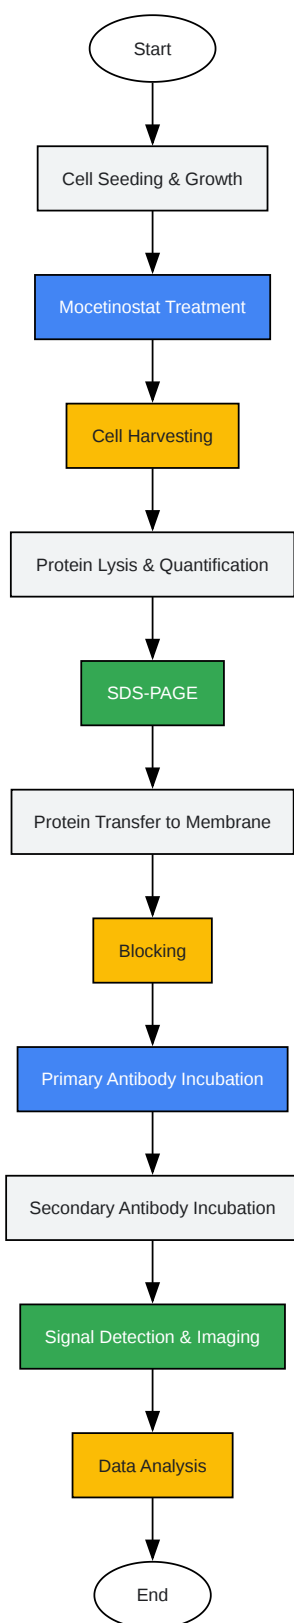 Start
Cell Seeding & Growth
Mocetinostat Treatment
Cell Harvesting
Protein Lysis & Quantification
SDS-PAGE
Protein Transfer to Membrane
Blocking
Primary Antibody Incubation
Secondary Antibody Incubation
Signal Detection & Imaging
Data Analysis
End